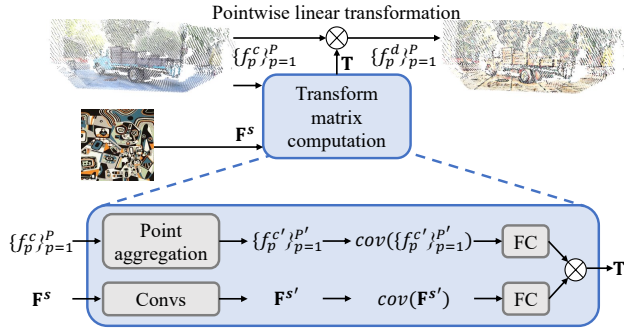 Pointwise linear transformation
{f_p^c}_{p=1}^P
{f_p^d}_{p=1}^P
T
Transform
matrix
computation
F^s
{f_p^c}_{p=1}^P
Point
aggregation
{f_p^{c'}}_{p=1}^{P'}
cov({f_p^{c'}}_{p=1}^{P'})
FC
T
F^s
Convs
F^{s'}
cov(F^{s'})
FC